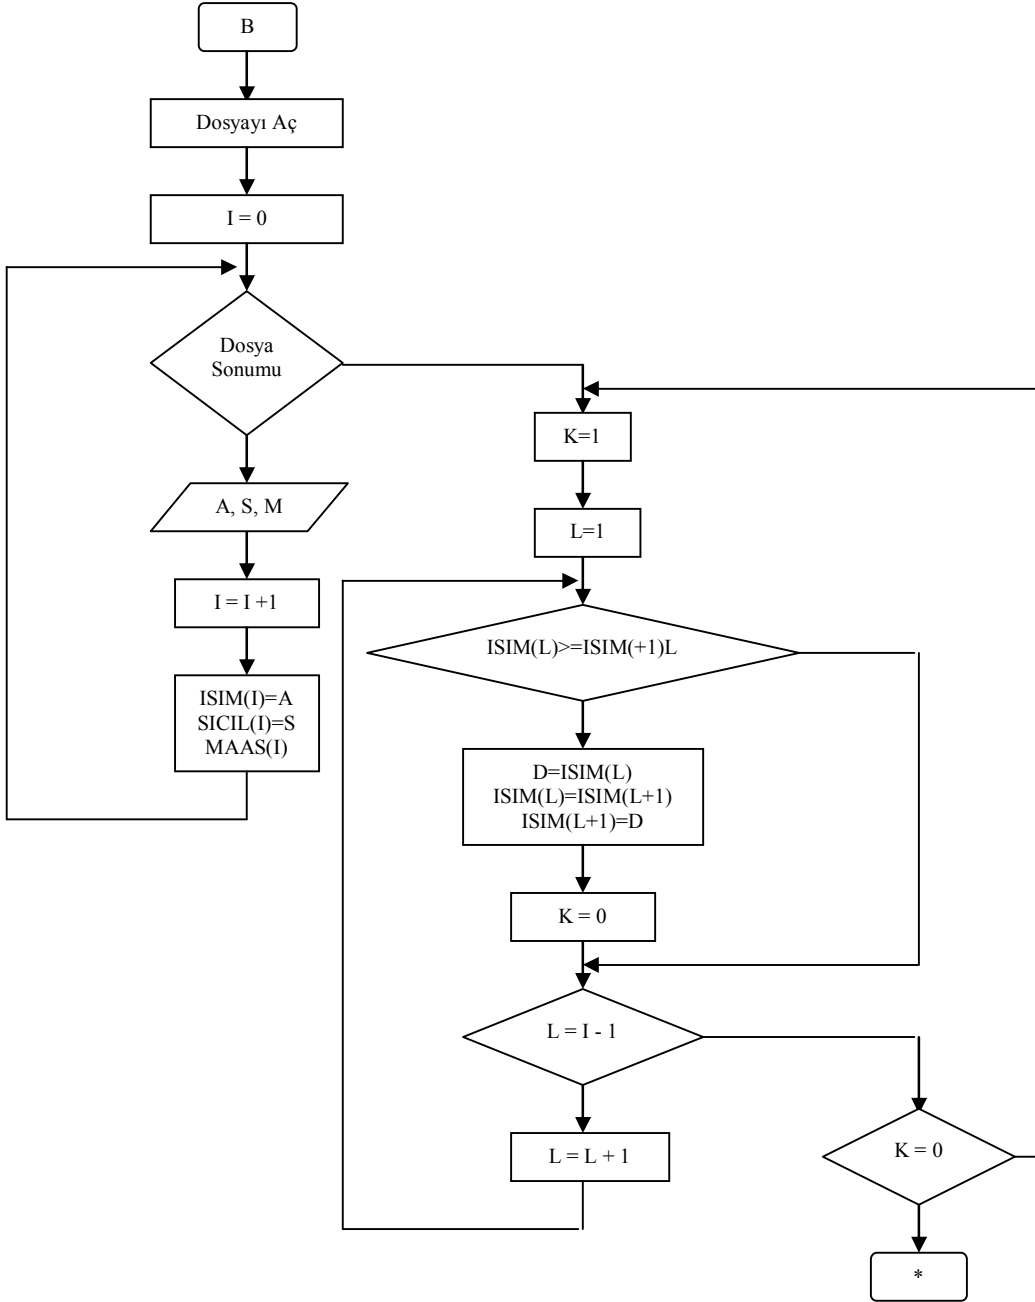 B
Dosyayı Aç
I = 0
Dosya
Sonumu
A, S, M
I = I +1
ISIM(I)=A
SICIL(I)=S
MAAS(I)
K=1
L=1
ISIM(L)>=ISIM(+1)L
D=ISIM(L)
ISIM(L)=ISIM(L+1)
ISIM(L+1)=D
K = 0
L = I - 1
L = L + 1
K = 0
*